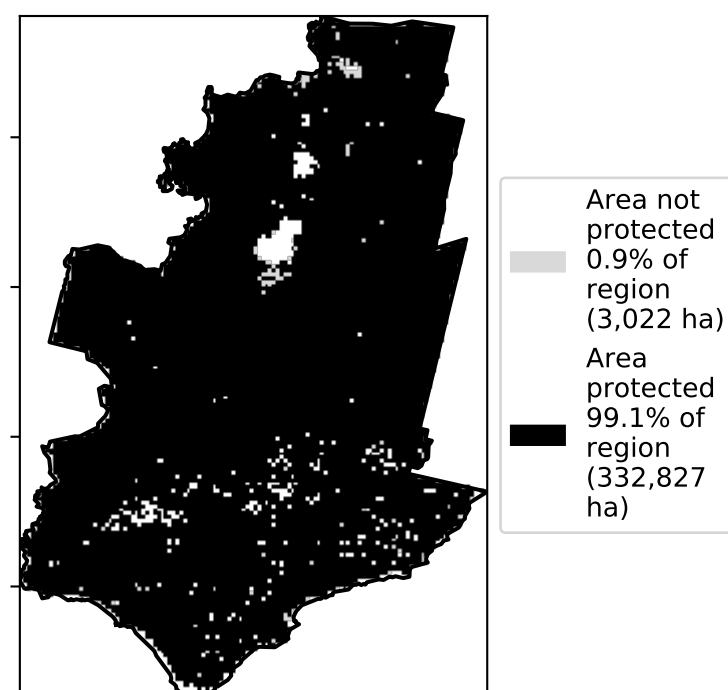 Area not
protected
0.9% of
region
(3,022 ha)
Area
protected
99.1% of
region
(332,827
ha)